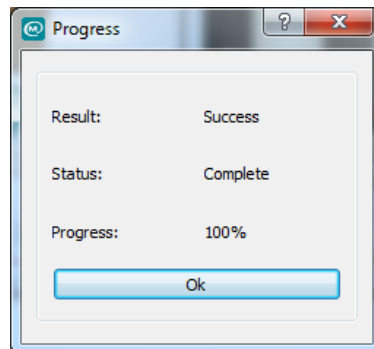 Progress
Result: Success
Status: Complete
Progress: 100%
Ok